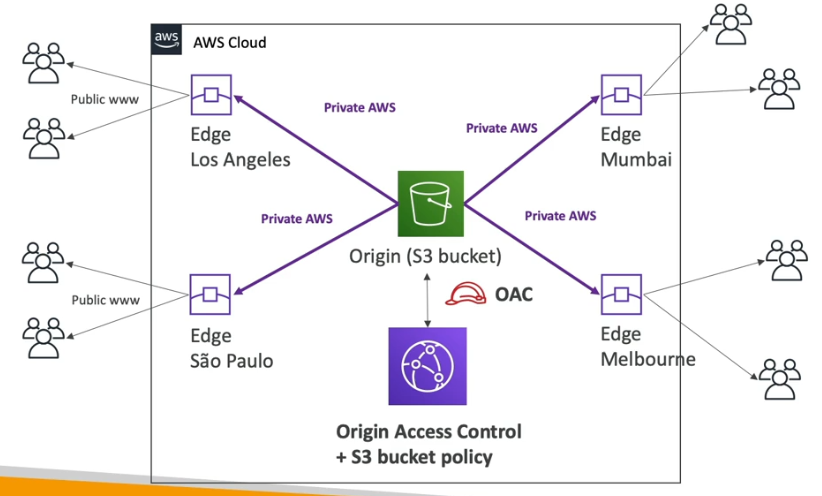 aws
AWS Cloud
Public www
Private AWS
Private AWS
Edge
Los Angeles
Edge
Mumbai
Private AWS
Private AWS
Origin (S3 bucket)
Public www
OAC
Edge
São Paulo
Edge
Melbourne
Origin Access Control
+ S3 bucket policy